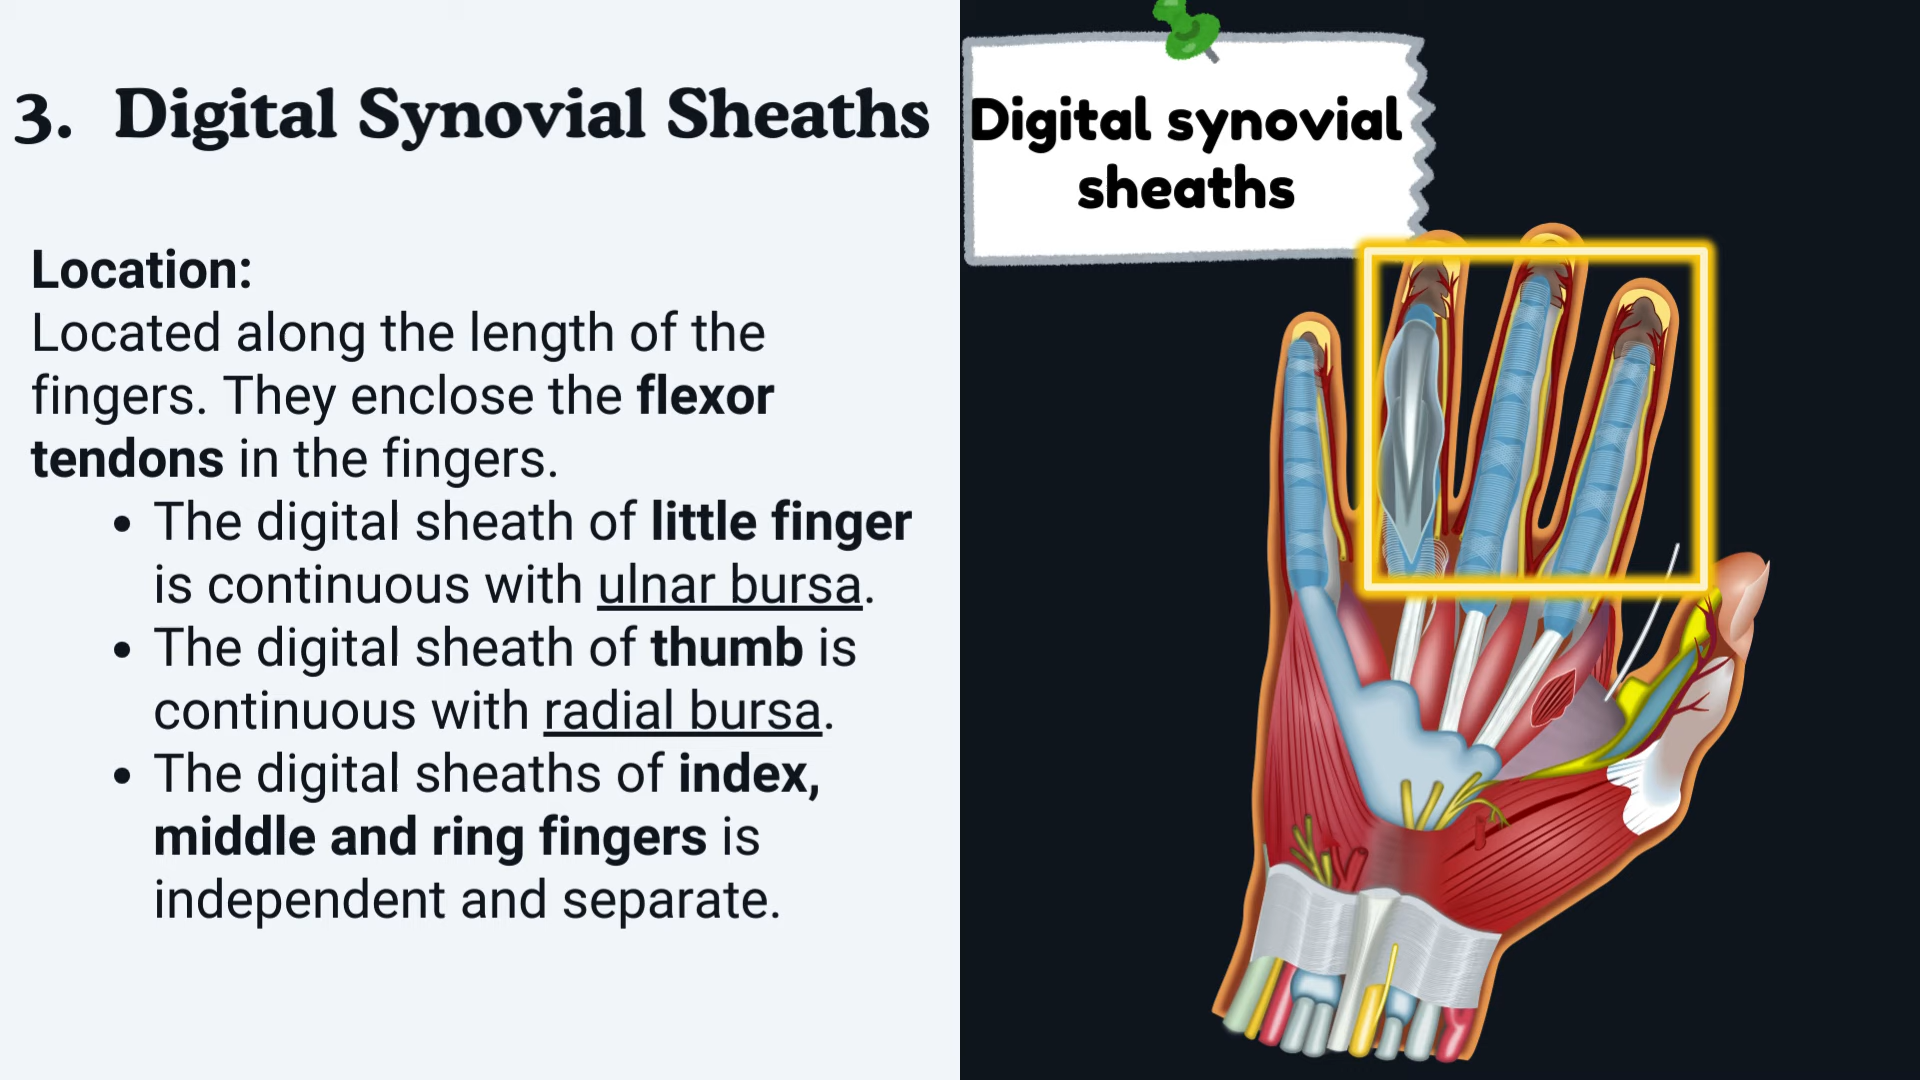 3. Digital Synovial Sheaths
Location:
Located along the length of the
fingers. They enclose the flexor
tendons in the fingers.
• The digital sheath of little finger
is continuous with ulnar bursa.
• The digital sheath of thumb is
continuous with radial bursa.
• The digital sheaths of index,
middle and ring fingers is
independent and separate.
Digital synovial
sheaths